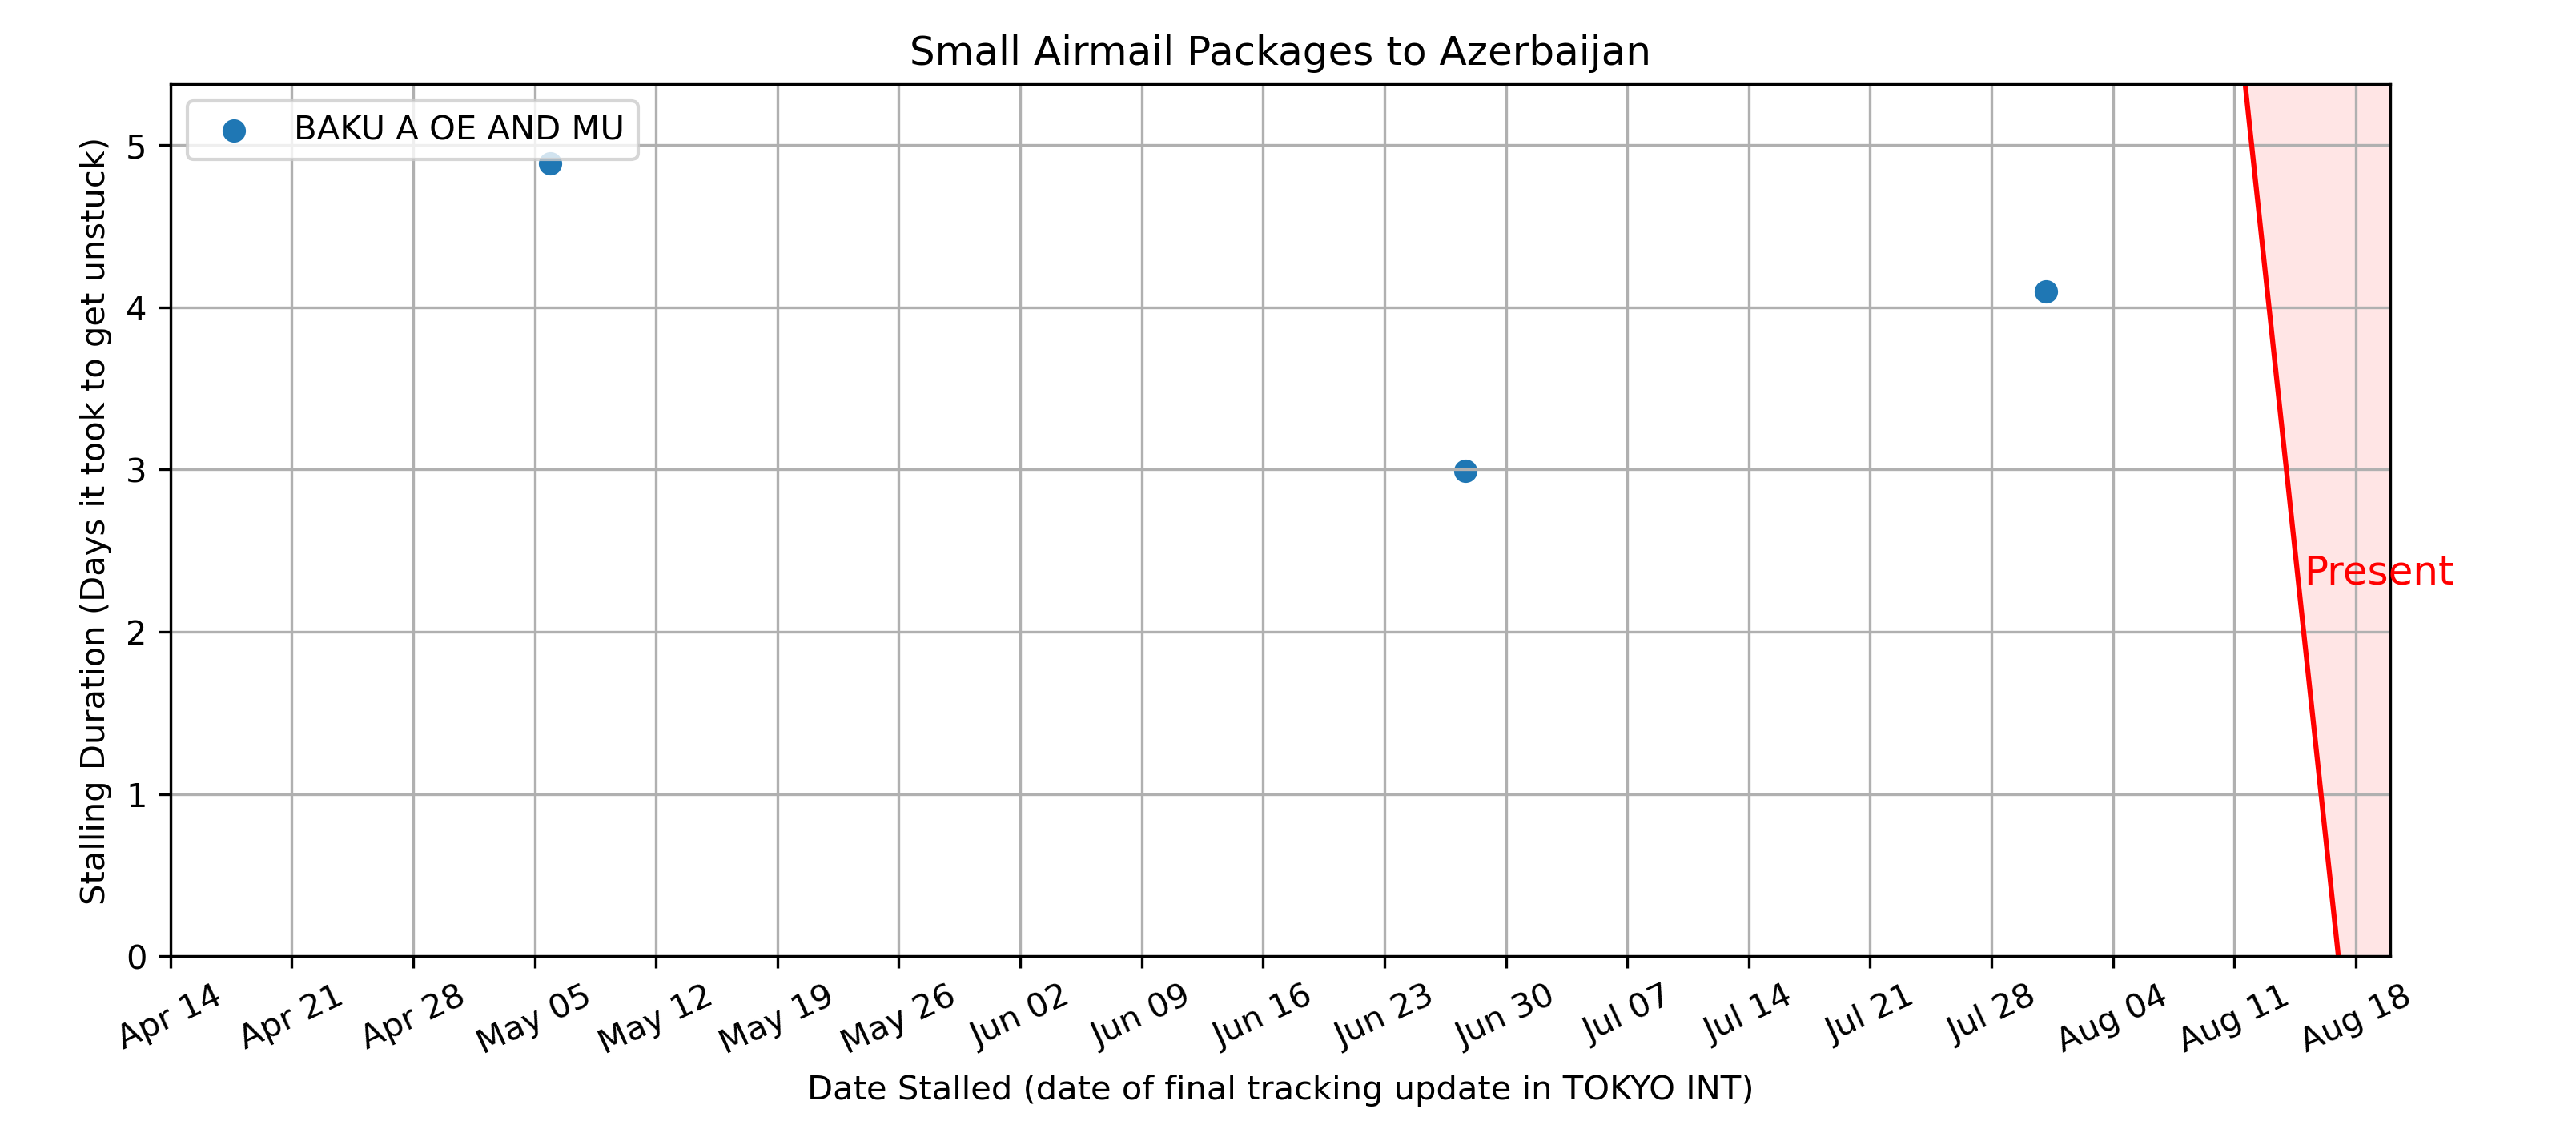 Small Airmail Packages to Azerbaijan
BAKU A OE AND MU
Stalling Duration (Days it took to get unstuck)
5
4
3
2
1
0
Present
Apr 14
Apr 21
Apr 28
May 05
May 12
May 19
May 26
Jun 02
Jun 09
Jun 16
Jun 23
Jun 30
Jul 07
Jul 14
Jul 21
Jul 28
Aug 04
Aug 11
Aug 18
Date Stalled (date of final tracking update in TOKYO INT)